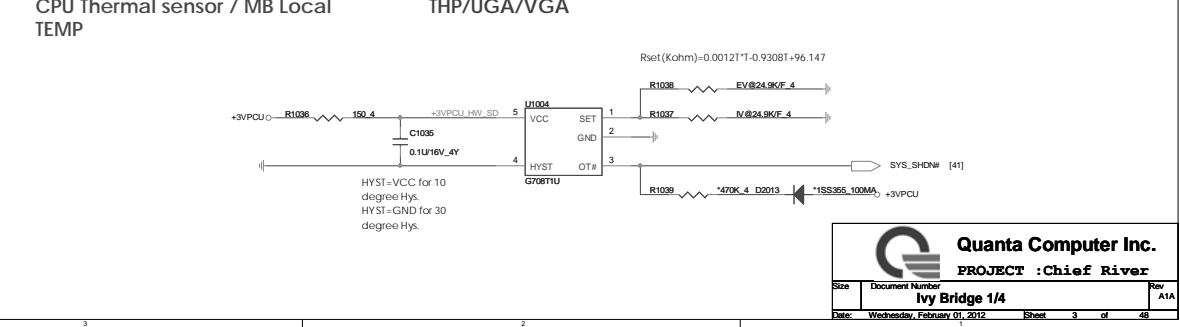 CPU Thermal sensor / MB Local
TEMP
THP/UGA/VGA
Rset(Kohm)=0.0012T*T-0.9308T+96.147
R1038 EV@24.9K/F_4
+3VPCU R1036 150_4 +3VPCU_HW_SD
U1004
5 VCC SET 1
R1037 IV@24.9K/F_4
C1035
0.1U/16V_4Y
GND 2
4 HYST OT# 3
G708T1U
SYS_SHDN# [41]
HYST=VCC for 10
degree Hys.
HYST=GND for 30
degree Hys.
R1039 *470K_4 D2013 *1SS355_100MA +3VPCU
Quanta Computer Inc.
PROJECT :Chief River
Size Document Number Rev
Ivy Bridge 1/4 A1A
Date: Wednesday, February 01, 2012 Sheet 3 of 48
3 2 1